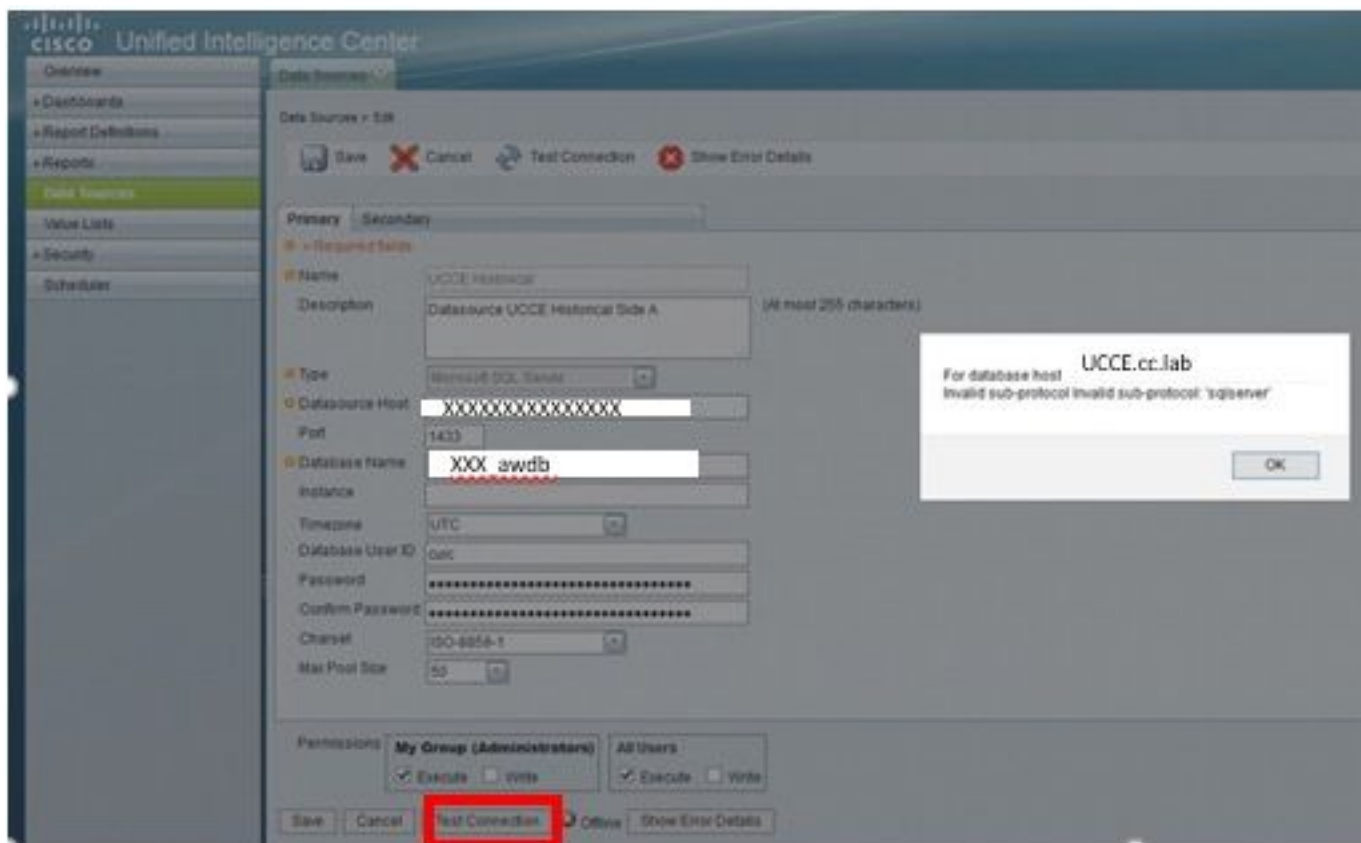 CISCO Unified Intelligence Center
Overview
Dashboards
Report Definitions
Reports
Data Sources
Value Lists
Security
Scheduler
Data Sources
Data Sources > Edit
Save Cancel Test Connection Show Error Details
Primary Secondary
= Required fields
Name UCCE Historical
Description Datasource UCCE Historical Side A (At most 255 characters)
Type Microsoft SQL Server
Datasource Host XXXXXXXXXXXXXXX
Port 1433
Database Name XXX_awdb
Instance
Timezone UTC
Database User ID
Password ••••••••••••••••••••••••••••••••
Confirm Password ••••••••••••••••••••••••••••••••
Charset
Max Pool Size 50
For database host UCCE.cc.lab
Invalid sub-protocol Invalid sub-protocol: 'sqlserver'
OK
Permissions My Group (Administrators) All Users
Execute Write Execute Write
Save Cancel Test Connection Offline Show Error Details